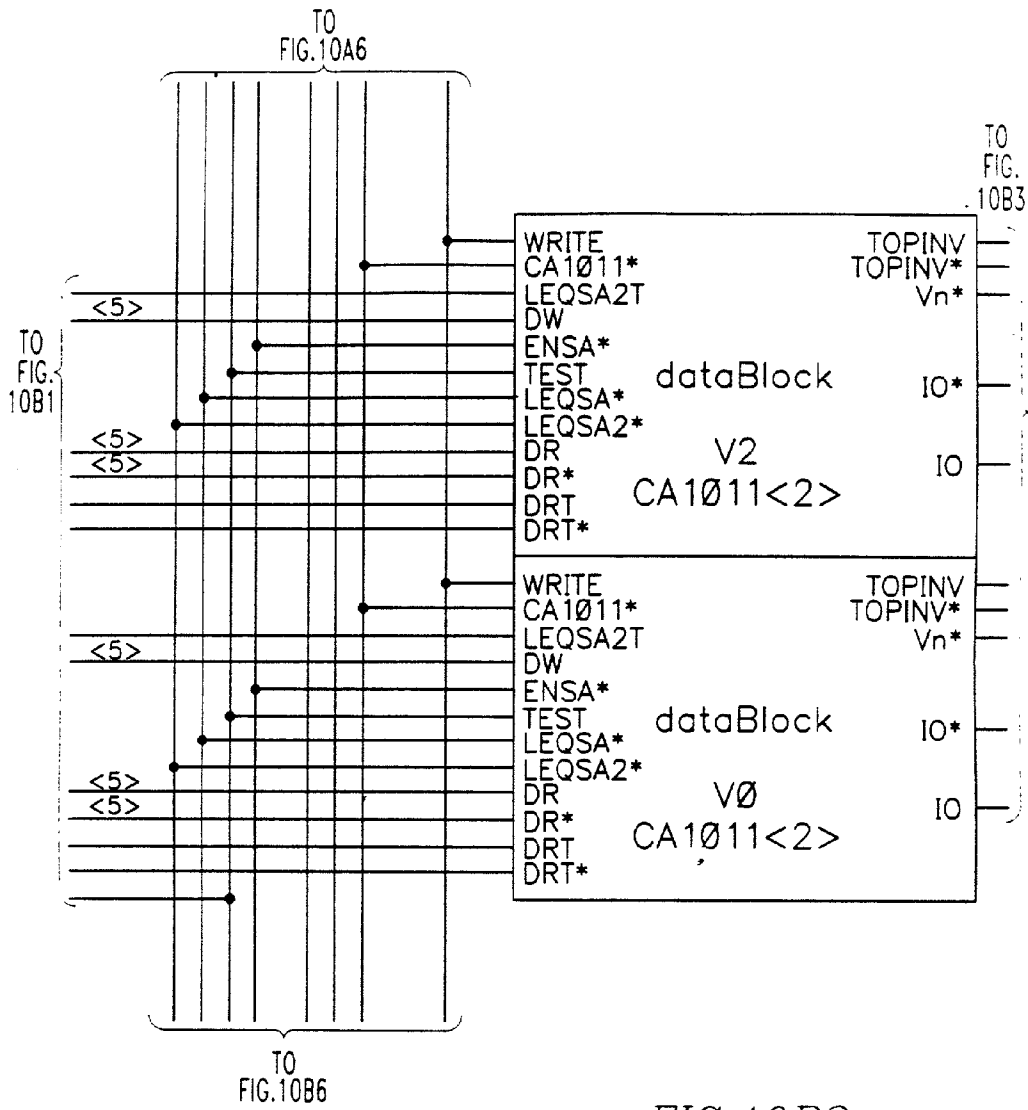 TO
FIG.10A6
TO
FIG.
10B3
WRITE
CA1Ø11*
LEQSA2T
<5>
DW
ENSA*
TEST
LEQSA*
LEQSA2*
<5>
DR
<5>
DR*
DRT
DRT*
dataBlock
V2
CA1Ø11<2>
TOPINV
TOPINV*
Vn*
IO*
IO
TO
FIG.
10B1
WRITE
CA1Ø11*
LEQSA2T
<5>
DW
ENSA*
TEST
LEQSA*
LEQSA2*
<5>
DR
<5>
DR*
DRT
DRT*
dataBlock
VØ
CA1Ø11<2>
TOPINV
TOPINV*
Vn*
IO*
IO
TO
FIG.10B6